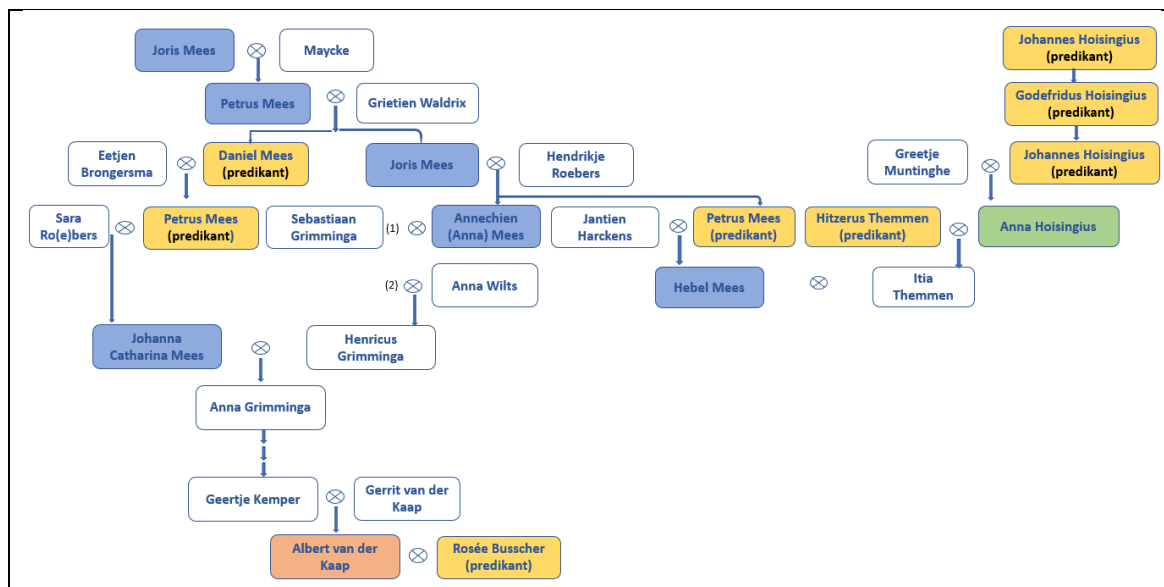 Joris Mees
Maycke
Johannes Hoisingius
(predikant)
Petrus Mees
Grietien Waldrix
Godefridus Hoisingius
(predikant)
Eetjen
Brongersma
Daniel Mees
(predikant)
Joris Mees
Hendrikje
Roebers
Greetje
Muntinghe
Johannes Hoisingius
(predikant)
Sara
Ro(e)bers
Petrus Mees
(predikant)
Sebastiaan
Grimminga
(1)
Annechien
(Anna) Mees
Jantien
Harckens
Petrus Mees
(predikant)
Hitzerus Themmen
(predikant)
Anna Hoisingius
(2)
Anna Wilts
Hebel Mees
Itia
Themmen
Johanna
Catharina Mees
Henricus
Grimminga
Anna Grimminga
Geertje Kemper
Gerrit van der
Kaap
Albert van der
Kaap
Rosée Busscher
(predikant)